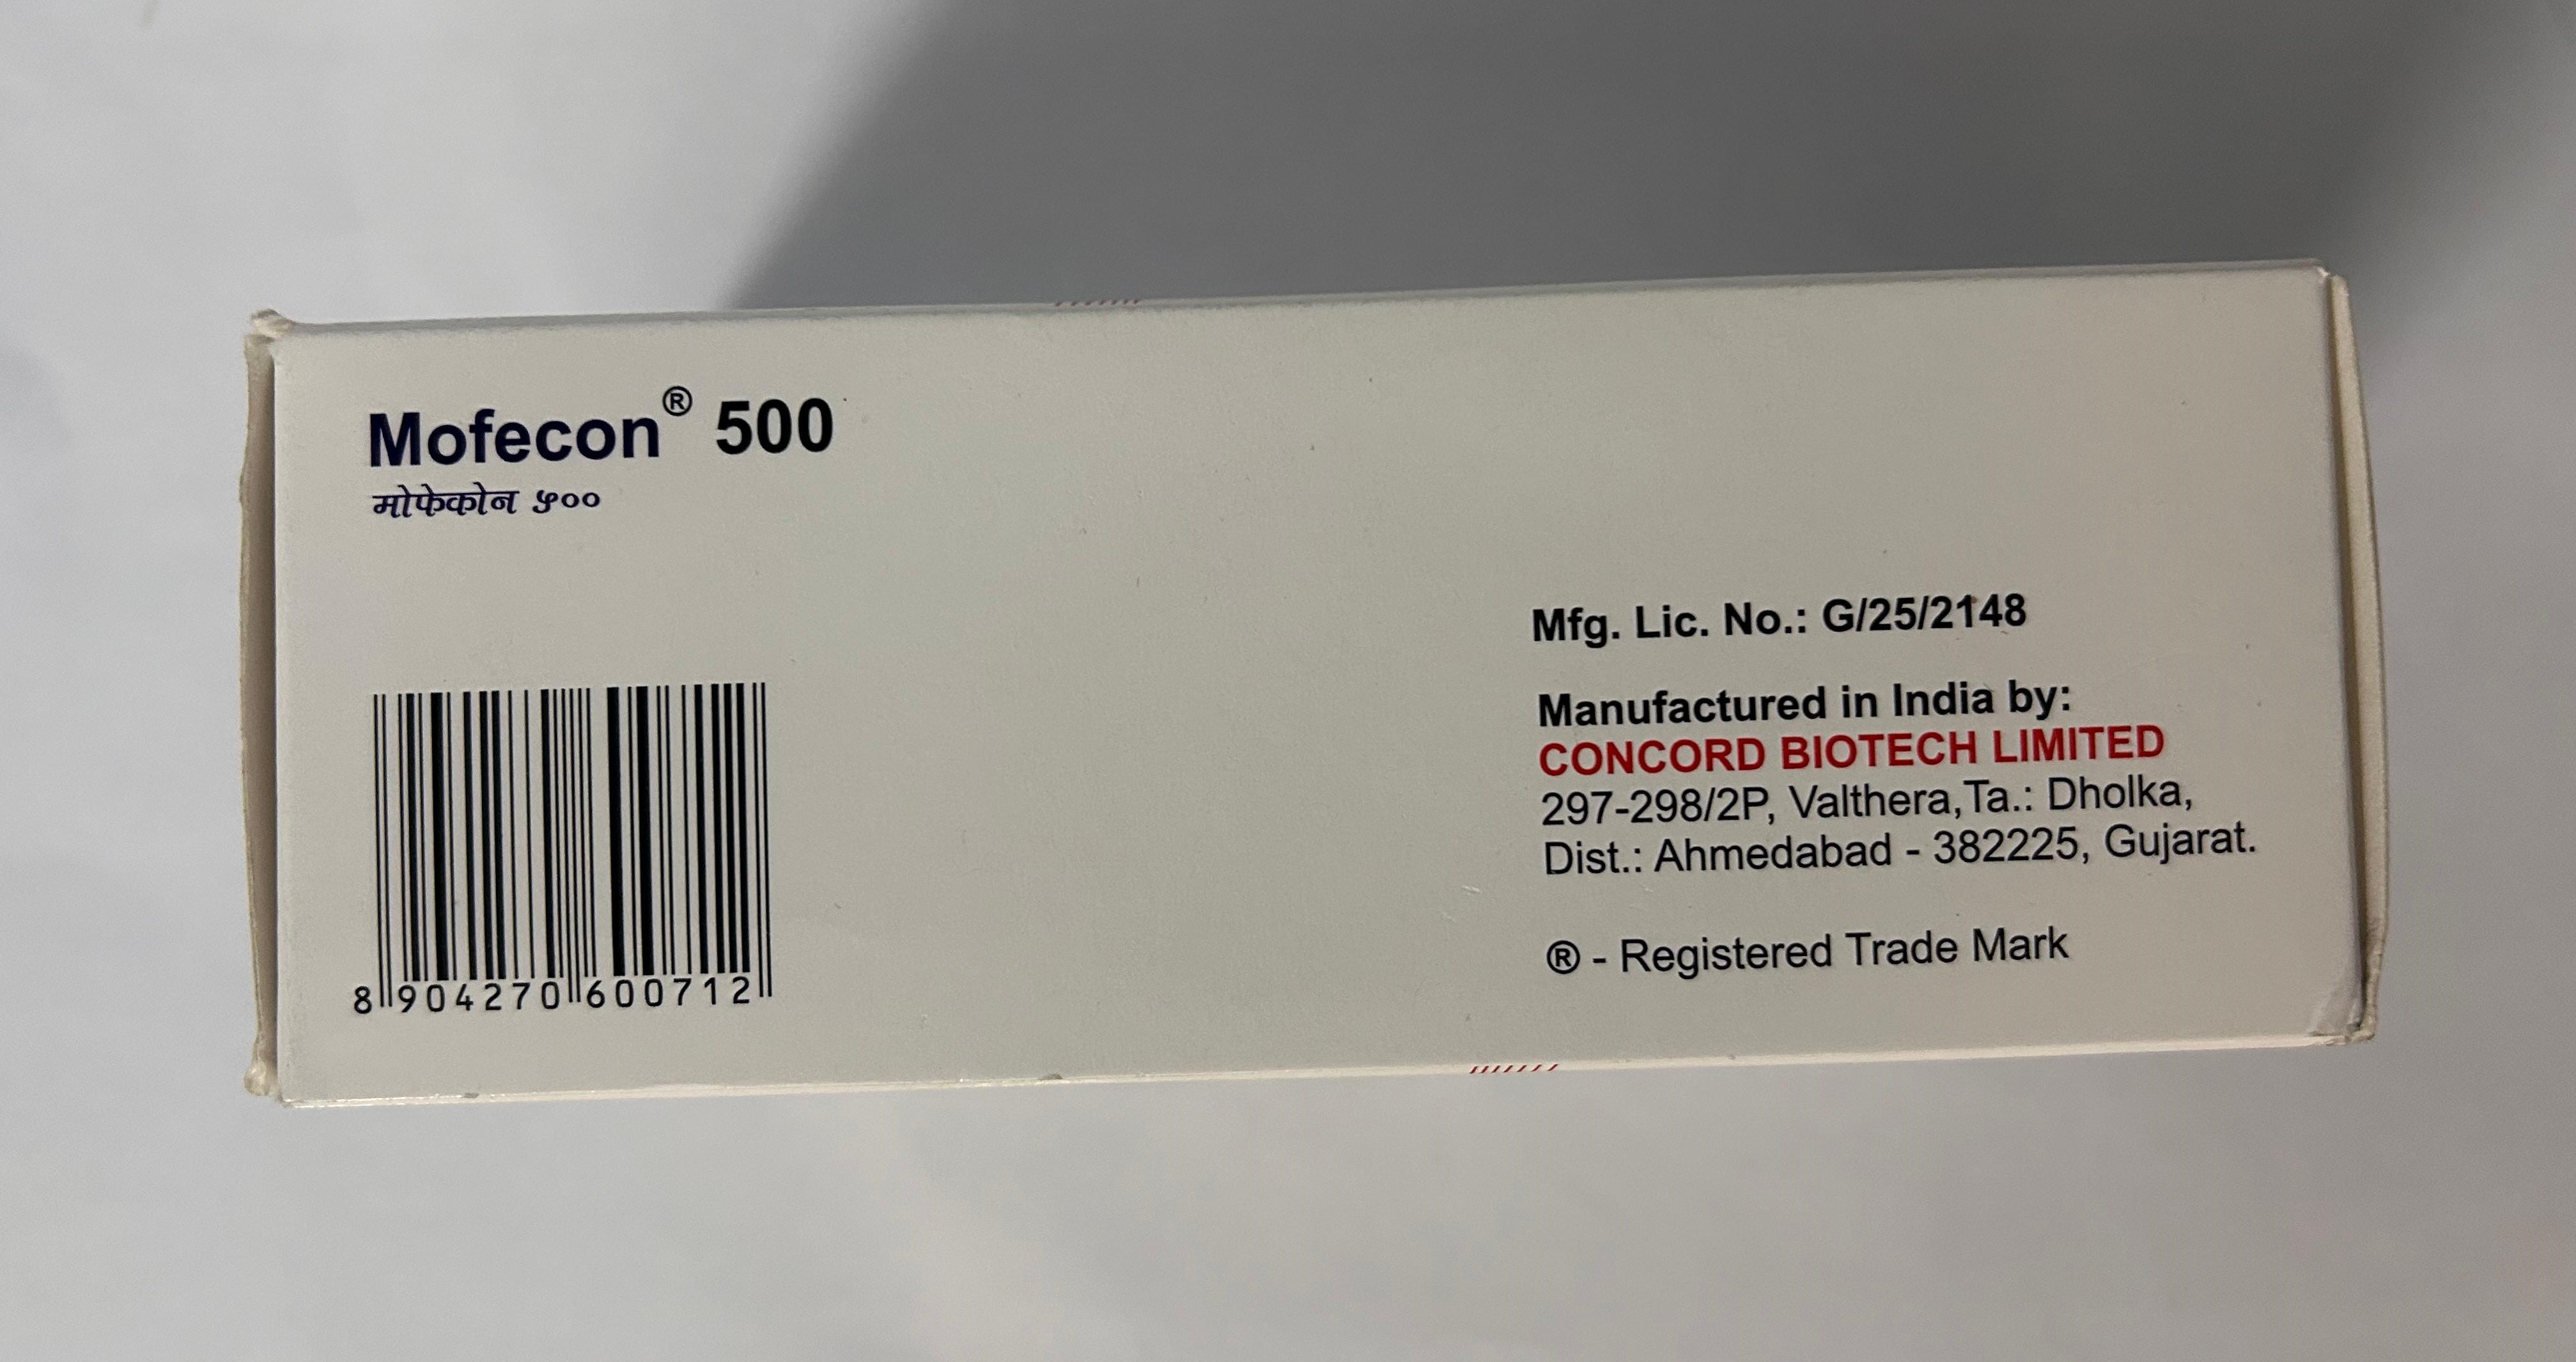 Mofecon® 500
मोफेकोन ५००
8 904270 600712
Mfg. Lic. No.: G/25/2148
Manufactured in India by:
CONCORD BIOTECH LIMITED
297-298/2P, Valthera,Ta.: Dholka,
Dist.: Ahmedabad - 382225, Gujarat.
® - Registered Trade Mark